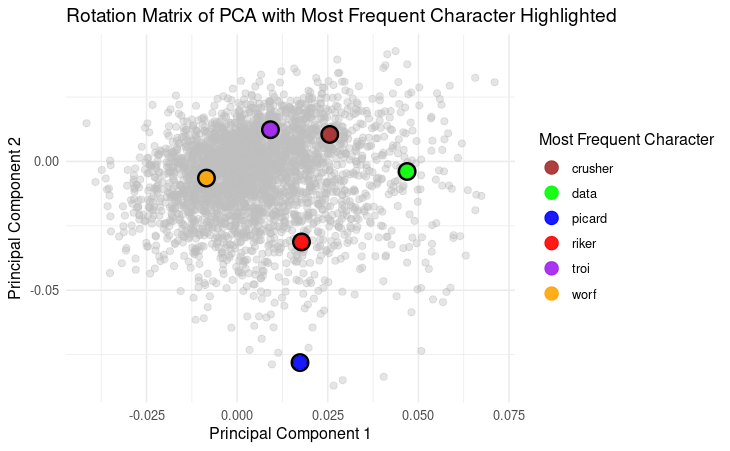 Rotation Matrix of PCA with Most Frequent Character Highlighted
0.00
-0.05
Principal Component 2
-0.025
0.000
0.025
0.050
0.075
Principal Component 1
Most Frequent Character
crusher
data
picard
riker
troi
worf